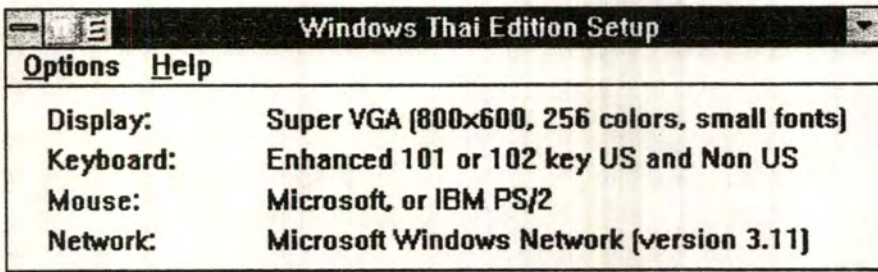 Windows Thai Edition Setup
Options Help
Display: Super VGA (800x600, 256 colors, small fonts)
Keyboard: Enhanced 101 or 102 key US and Non US
Mouse: Microsoft, or IBM PS/2
Network: Microsoft Windows Network (version 3.11)